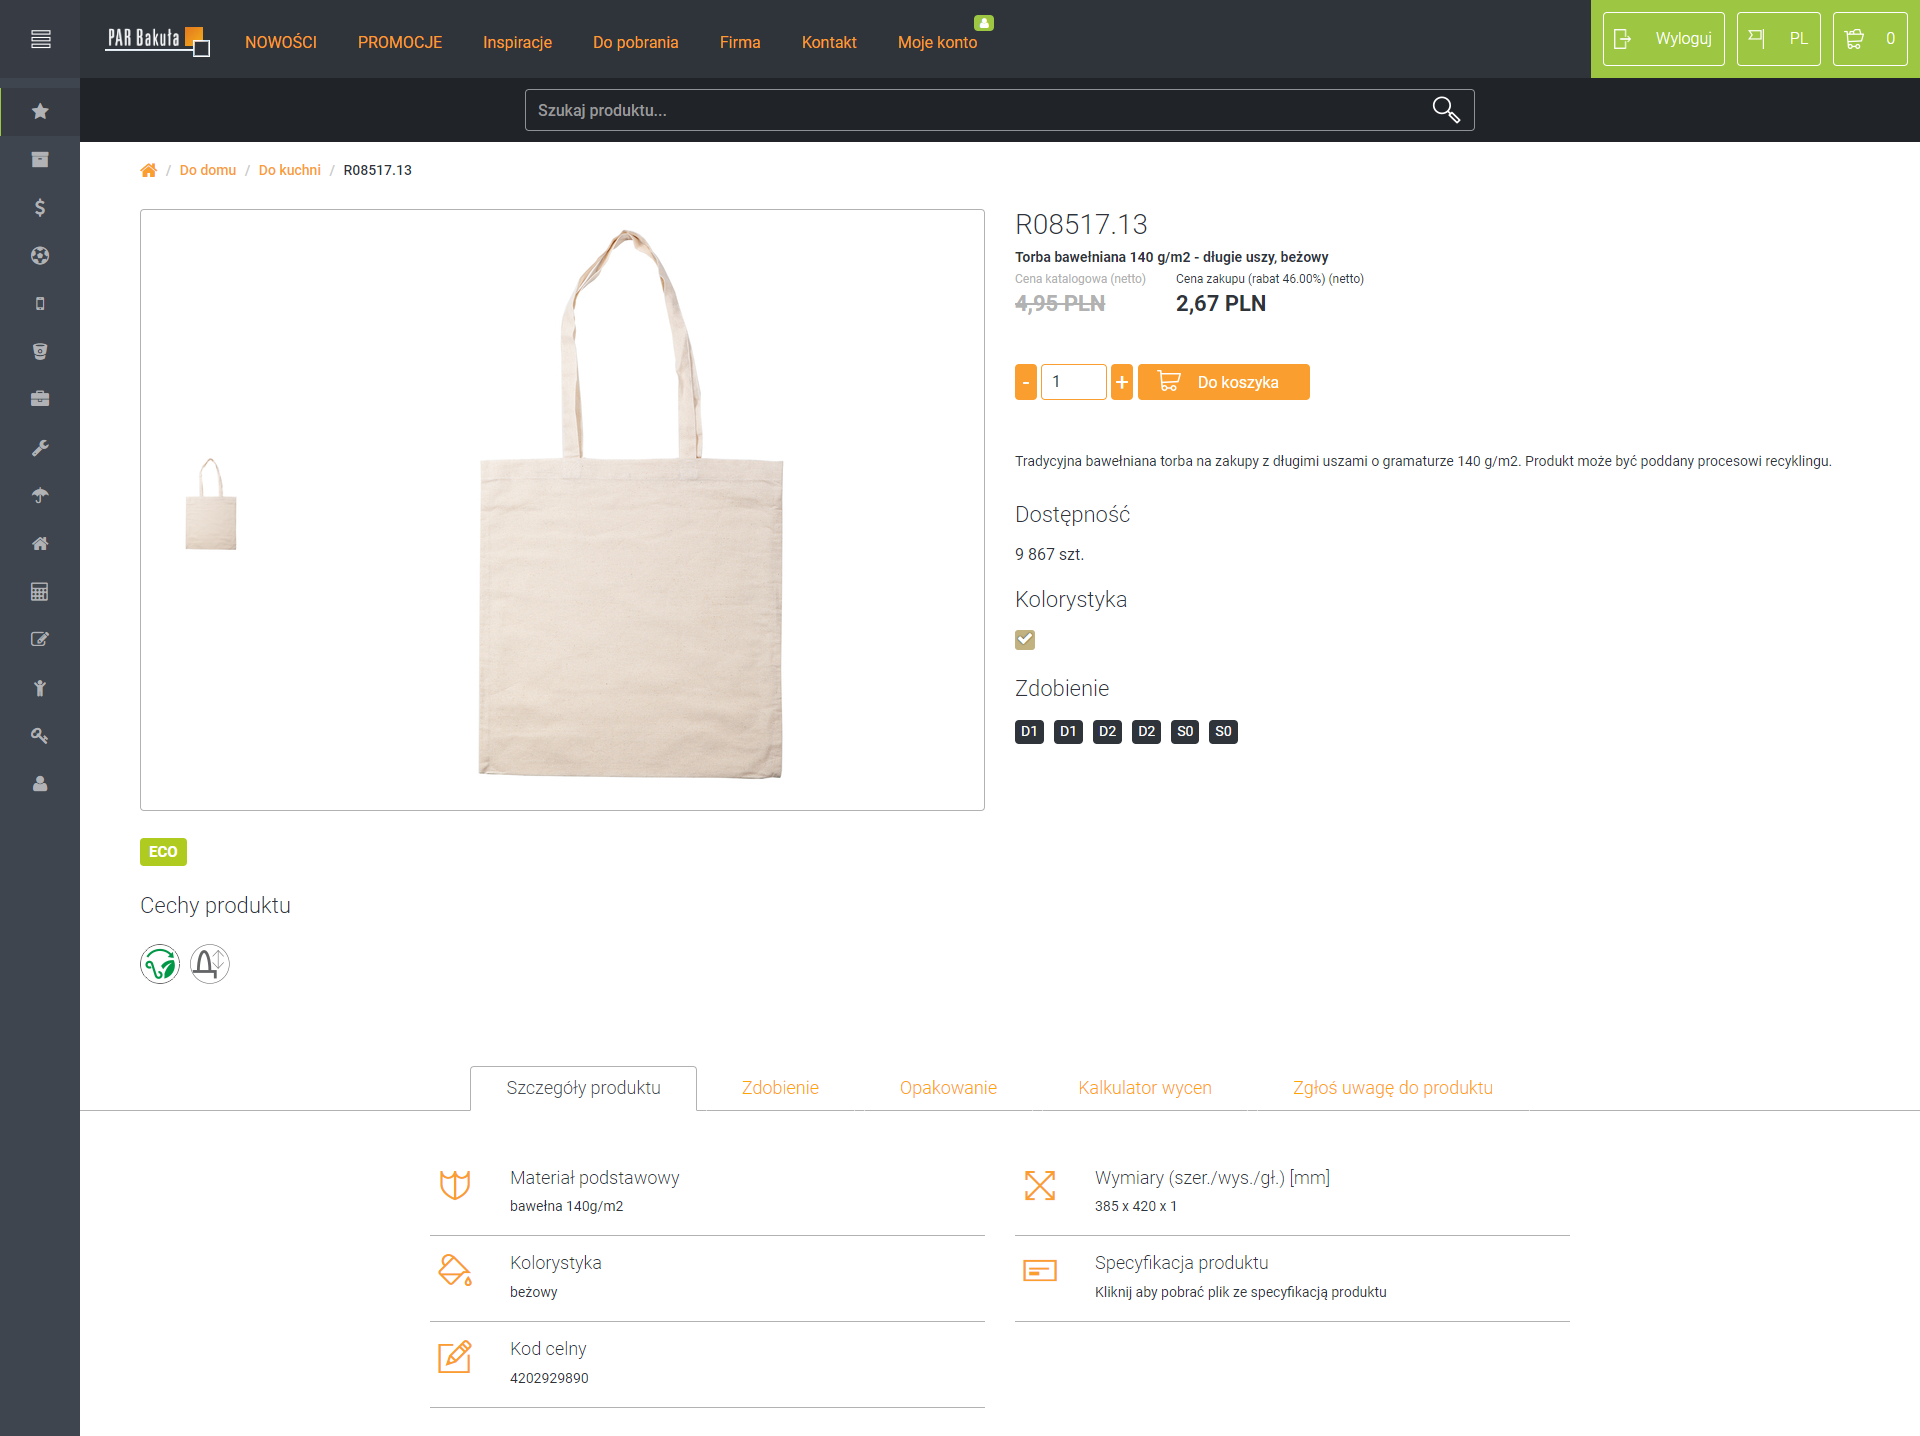 PAR Bakuła
NOWOŚCI
PROMOCJE
Inspiracje
Do pobrania
Firma
Kontakt
Moje konto
Wyloguj
PL
0
Szukaj produktu...
/ Do domu / Do kuchni / R08517.13
R08517.13
Torba bawełniana 140 g/m2 - długie uszy, beżowy
Cena katalogowa (netto)
Cena zakupu (rabat 46.00%) (netto)
4,95 PLN
2,67 PLN
- 1 + Do koszyka
Tradycyjna bawełniana torba na zakupy z długimi uszami o gramaturze 140 g/m2. Produkt może być poddany procesowi recyklingu.
Dostępność
9 867 szt.
Kolorystyka
Zdobienie
D1 D1 D2 D2 S0 S0
ECO
Cechy produktu
Szczegóły produktu
Zdobienie
Opakowanie
Kalkulator wycen
Zgłoś uwagę do produktu
Materiał podstawowy
bawełna 140g/m2
Wymiary (szer./wys./gł.) [mm]
385 x 420 x 1
Kolorystyka
beżowy
Specyfikacja produktu
Kliknij aby pobrać plik ze specyfikacją produktu
Kod celny
4202929890